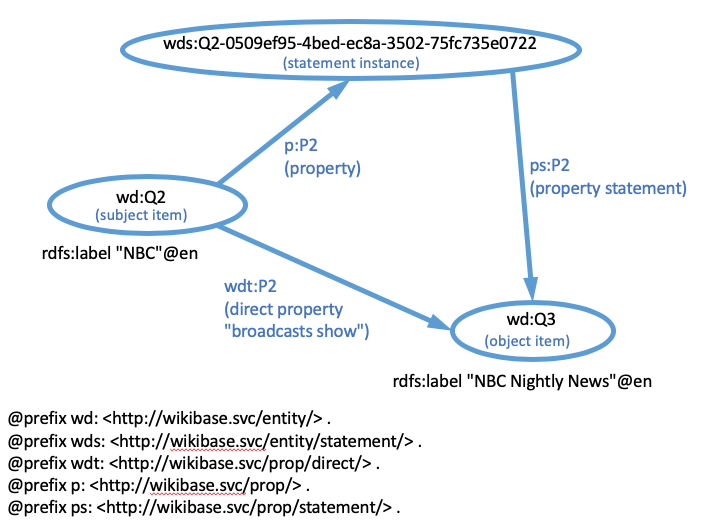 wds:Q2-0509ef95-4bed-ec8a-3502-75fc735e0722
(statement instance)
p:P2
(property)
ps:P2
(property statement)
wd:Q2
(subject item)
rdfs:label "NBC"@en
wdt:P2
(direct property
"broadcasts show")
wd:Q3
(object item)
rdfs:label "NBC Nightly News"@en
@prefix wd: <http://wikibase.svc/entity/> .
@prefix wds: <http://wikibase.svc/entity/statement/> .
@prefix wdt: <http://wikibase.svc/prop/direct/> .
@prefix p: <http://wikibase.svc/prop/> .
@prefix ps: <http://wikibase.svc/prop/statement/> .